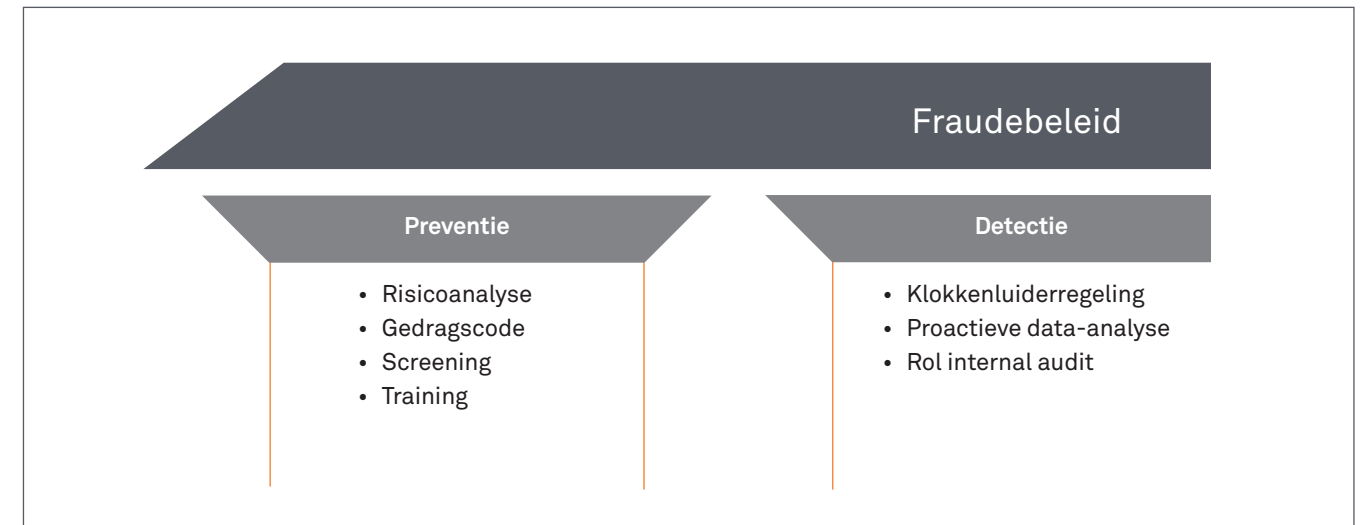 Fraudebeleid
Preventie
• Risicoanalyse
• Gedragscode
• Screening
• Training
Detectie
• Klokkenluiderregeling
• Proactieve data-analyse
• Rol internal audit